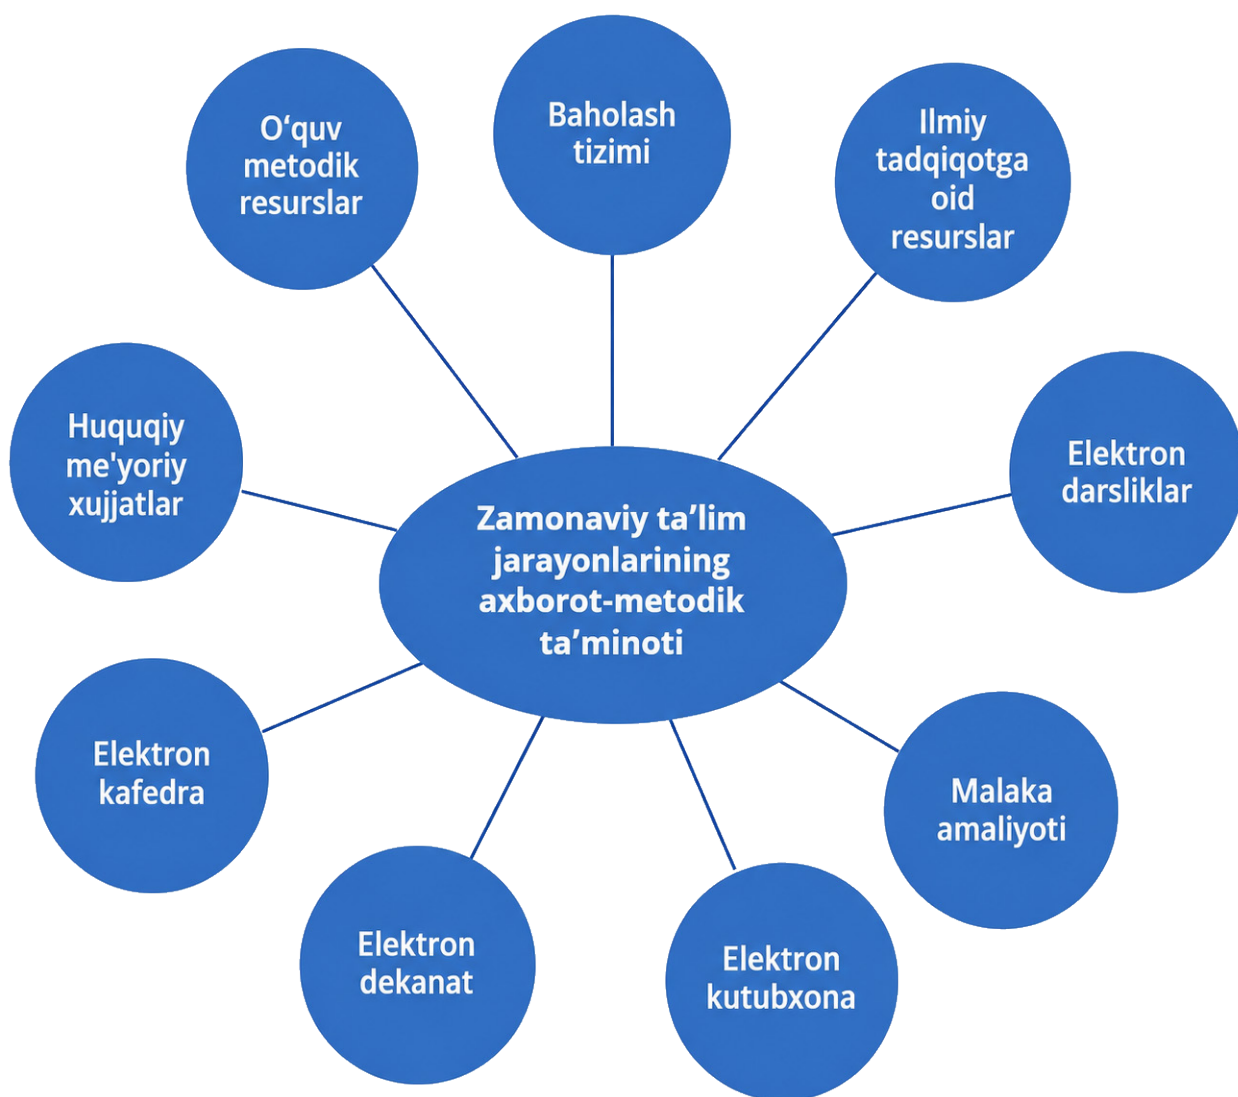 O‘quv
metodik
resurslar
Baholash
tizimi
Ilmiy
tadqiqotga
oid
resurslar
Huquqiy
me'yoriy
xujjatlar
Elektron
darsliklar
Zamonaviy ta’lim
jarayonlarining
axborot-metodik
ta’minoti
Elektron
kafedra
Malaka
amaliyoti
Elektron
dekanat
Elektron
kutubxona